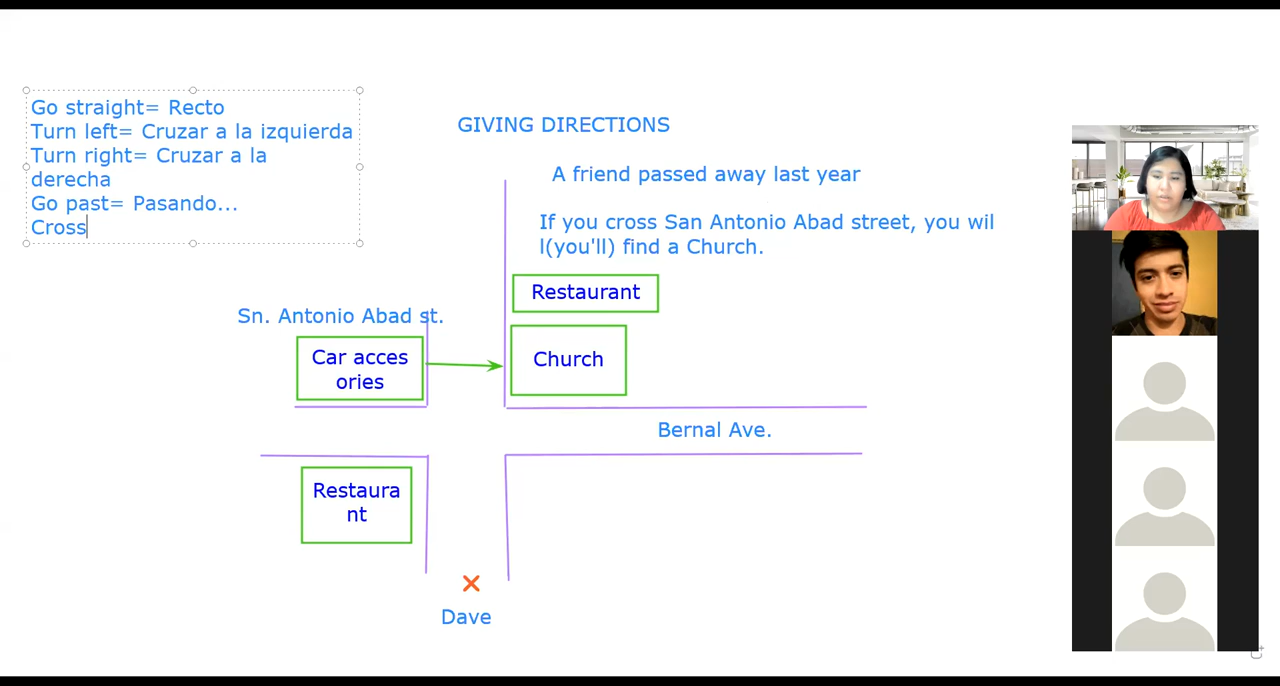 Go straight= Recto
Turn left= Cruzar a la izquierda
Turn right= Cruzar a la
derecha
Go past= Pasando...
Cross
GIVING DIRECTIONS
A friend passed away last year
If you cross San Antonio Abad street, you wil
l(you'll) find a Church.
Restaurant
Sn. Antonio Abad st.
Car acces
ories
Church
Bernal Ave.
Restaura
nt
Dave